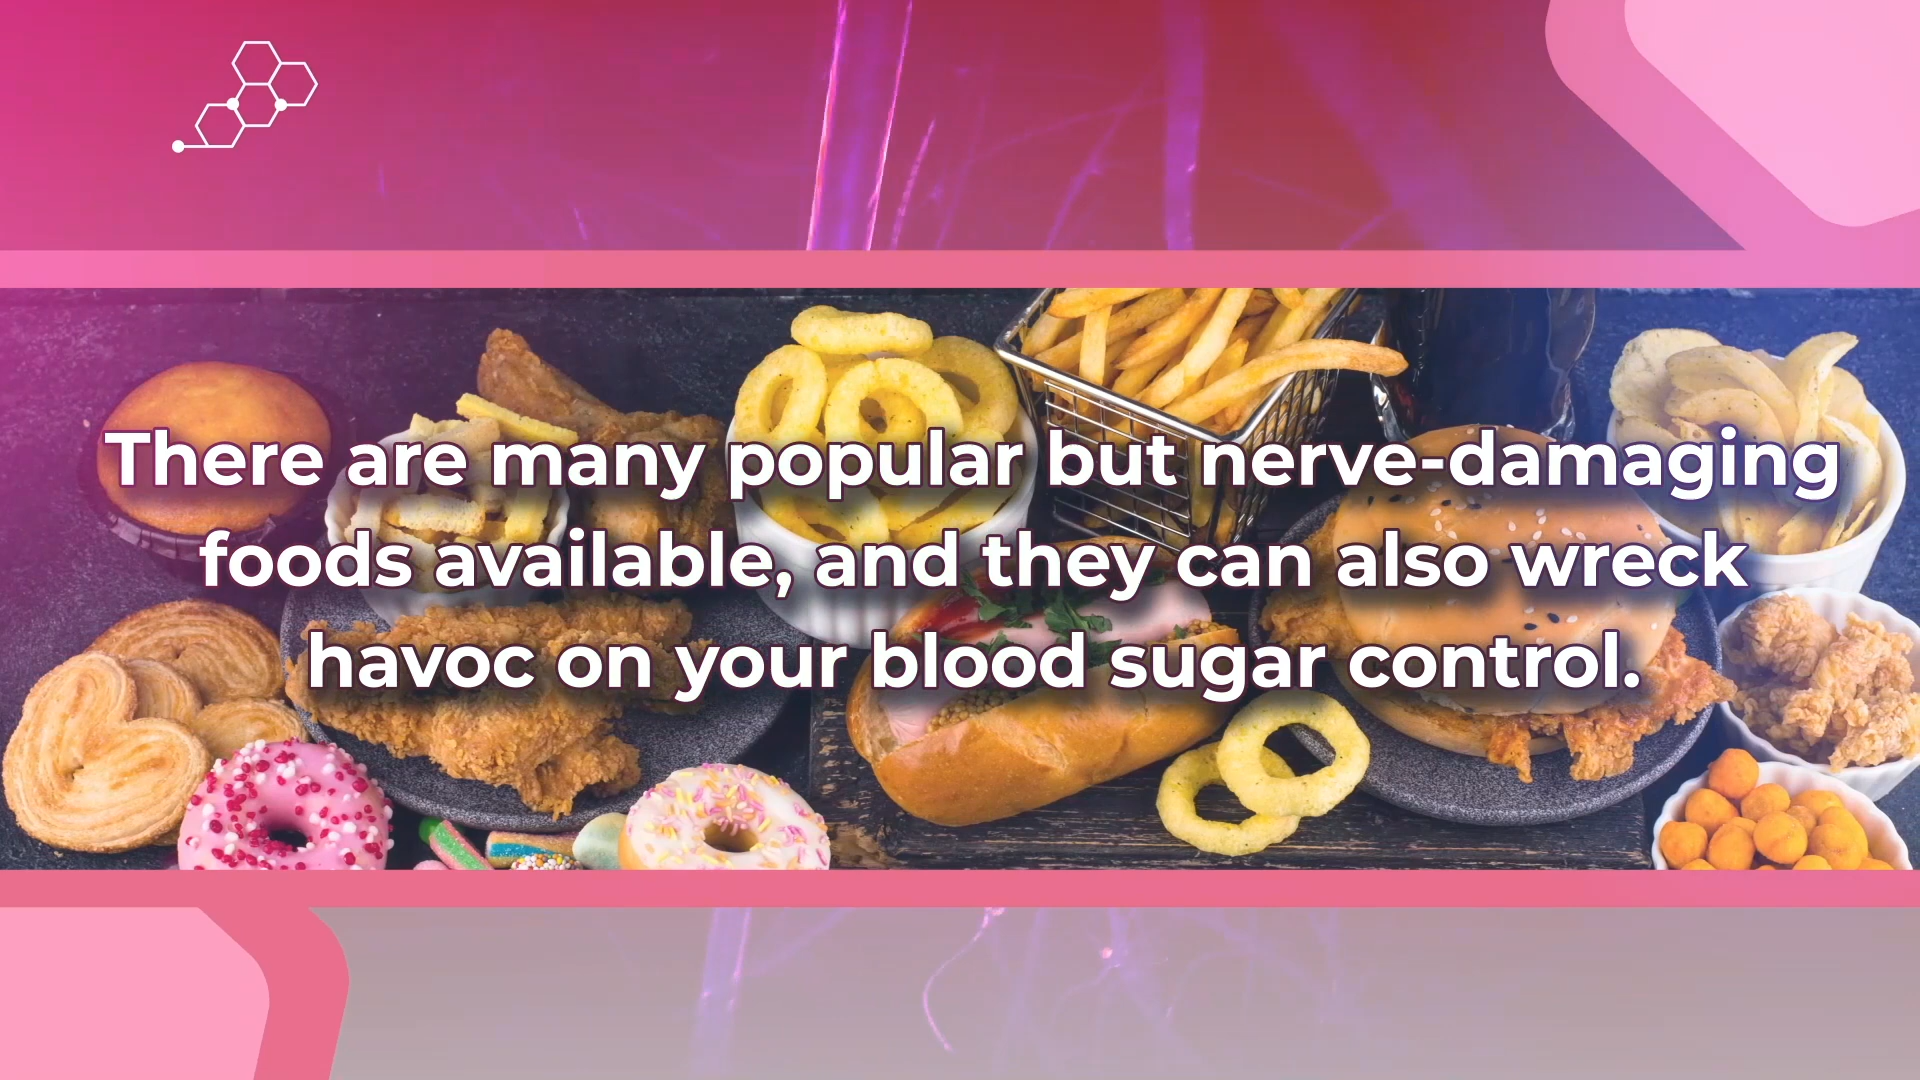 There are many popular but nerve-damaging
foods available, and they can also wreck
havoc on your blood sugar control.